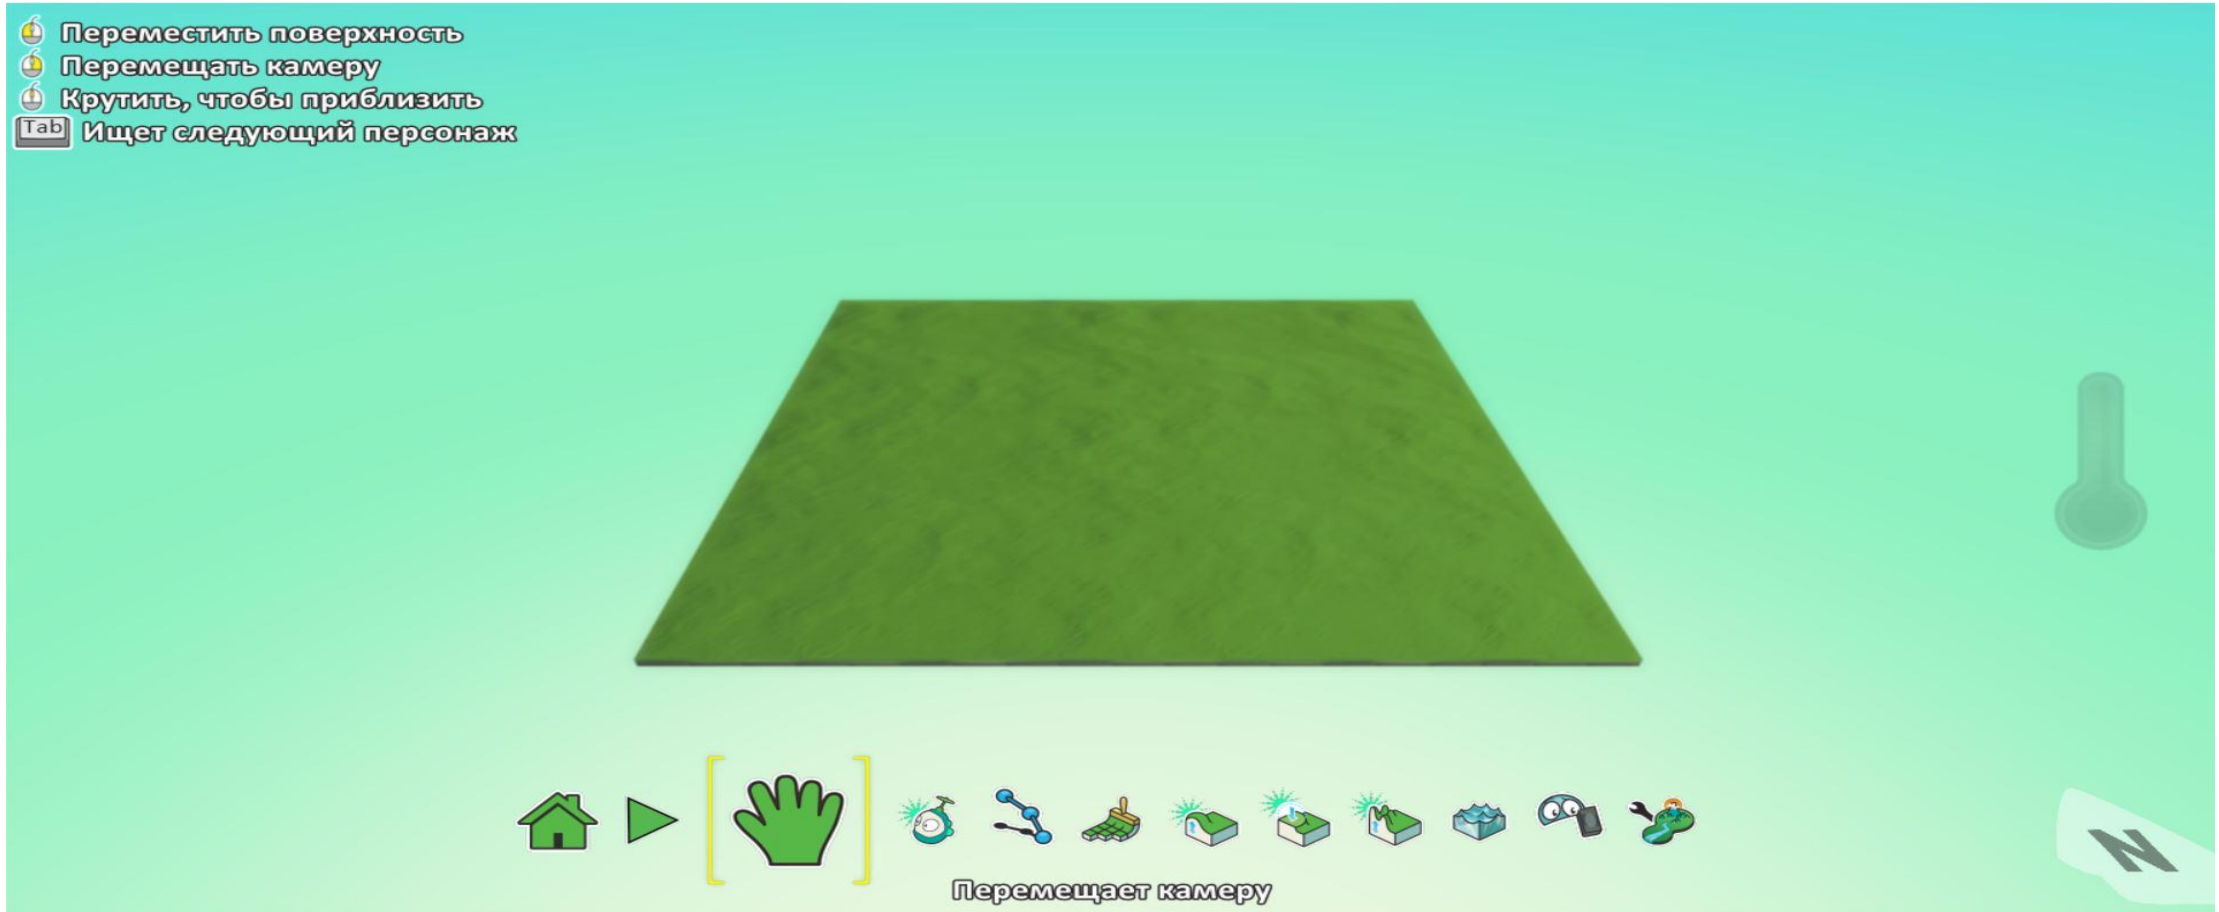 Переместить поверхность
Перемещать камеру
Крутить, чтобы приблизить
Tab Ищет следующий персонаж
Перемещает камеру
N